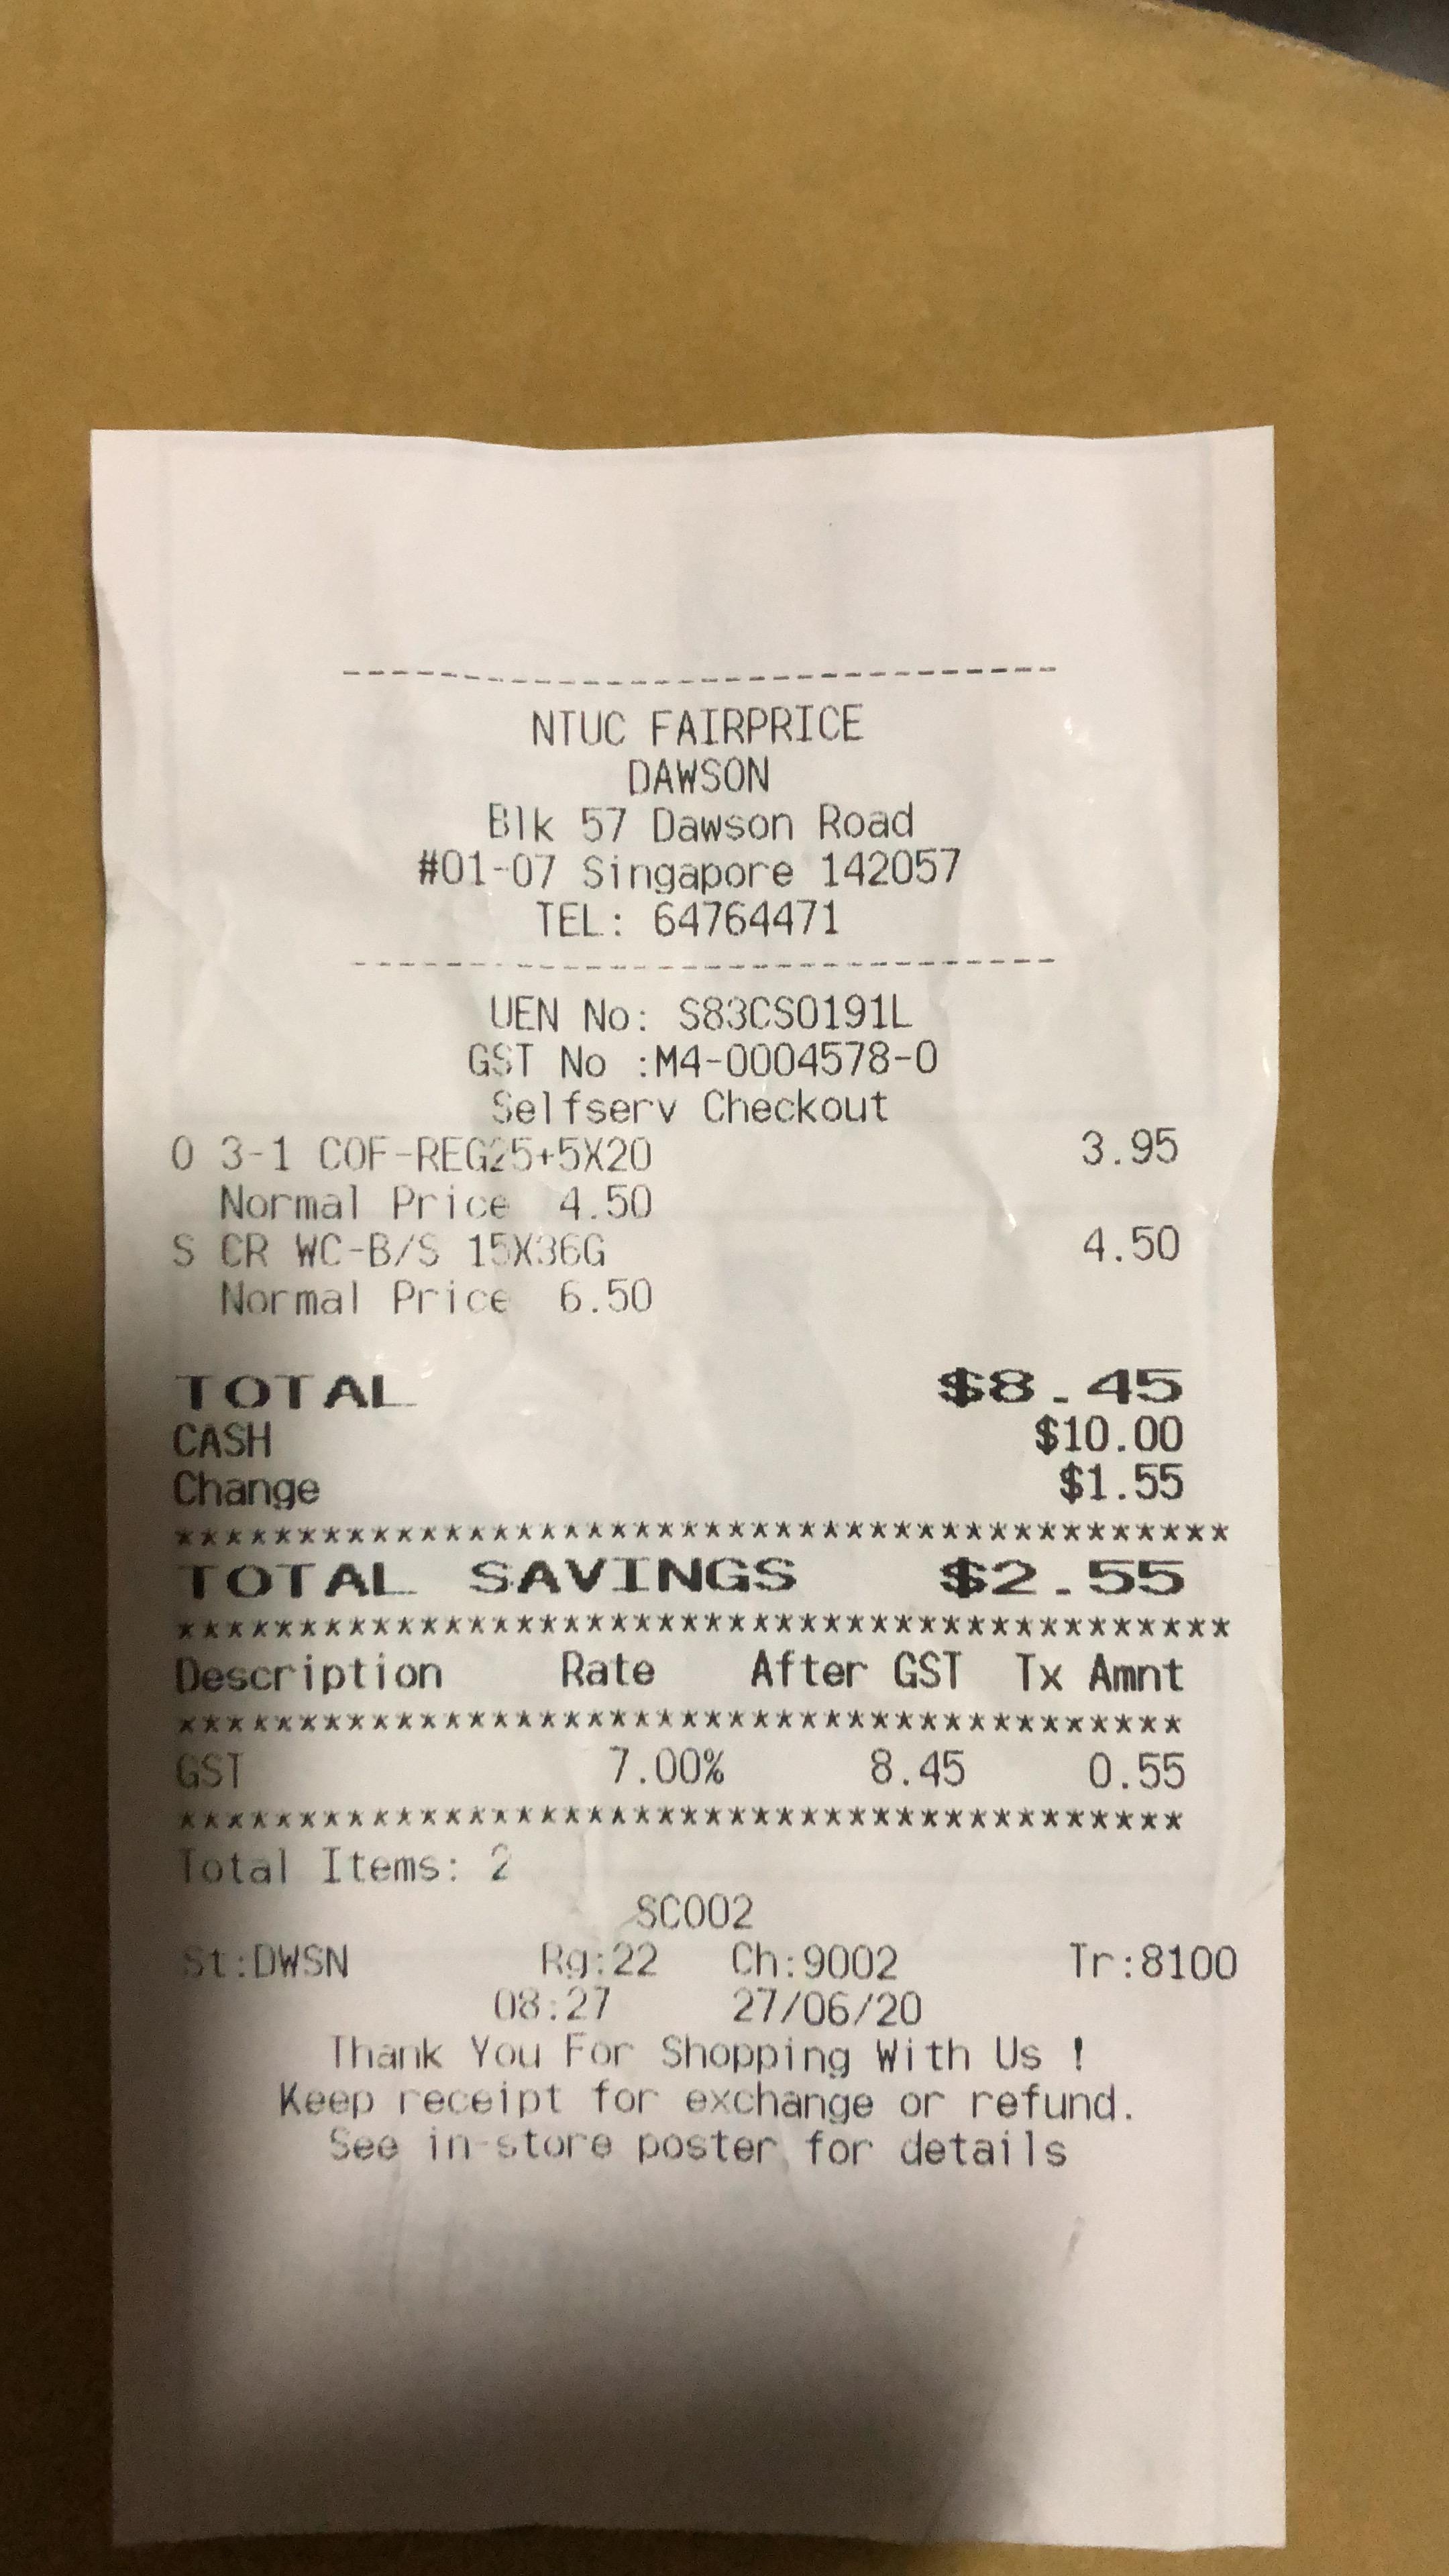 NTUC FAIRPRICE
DAWSON
Blk 57 Dawson Road
#01-07 Singapore 142057
TEL: 64764471
UEN No: S83CS0191L
GST No :M4-0004578-0
Selfserv Checkout
O 3-1 COF-REG25+5X20 3.95
Normal Price 4.50
S CR WC-B/S 15X36G 4.50
Normal Price 6.50
TOTAL $8.45
CASH $10.00
Change $1.55
********************************************
TOTAL SAVINGS $2.55
********************************************
Description Rate After GST Tx Amnt
******************************************
GST 7.00% 8.45 0.55
******************************************
Total Items: 2
SC002
St:DWSN Rg:22 Ch:9002 Tr:8100
08:27 27/06/20
Thank You For Shopping With Us !
Keep receipt for exchange or refund.
See in-store poster for details